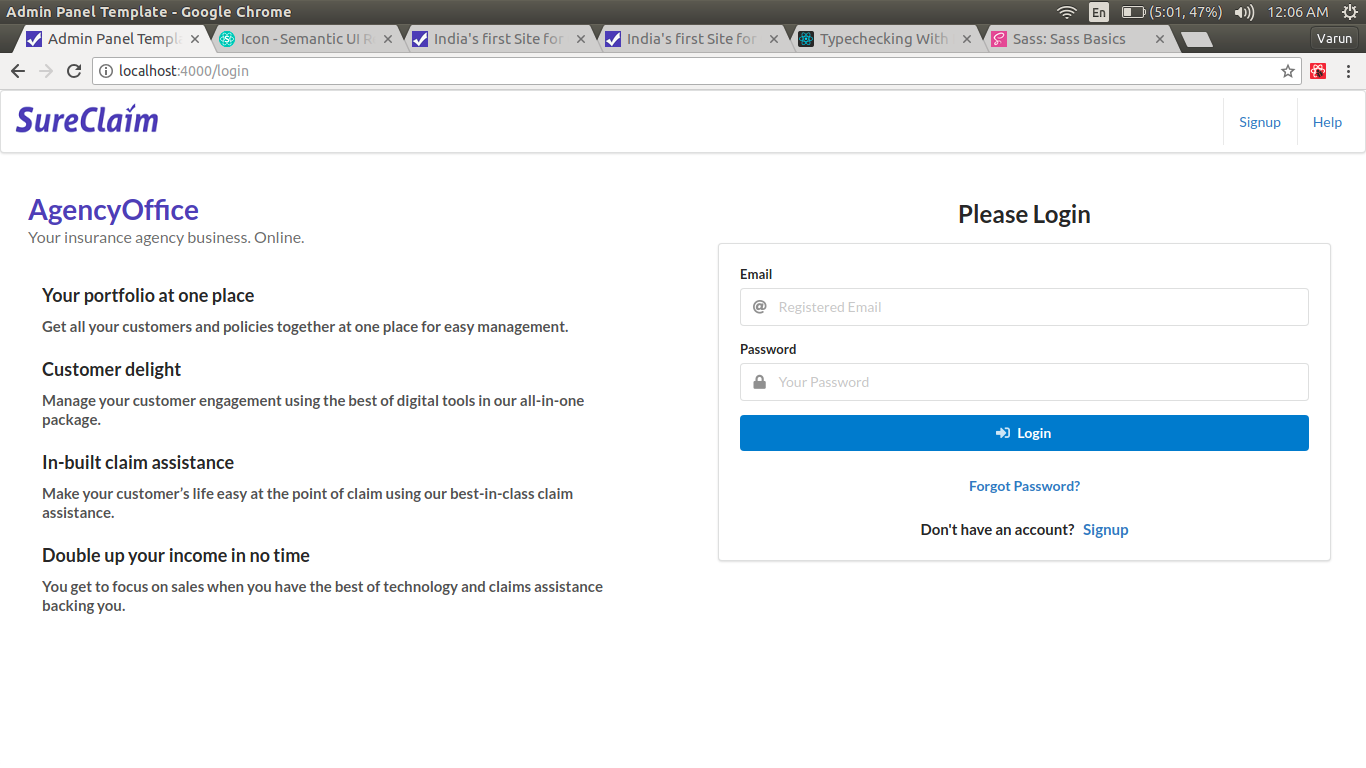 Admin Panel Template - Google Chrome
En
(5:01, 47%)
12:06 AM
Admin Panel Templ
Icon - Semantic UI R
India's first Site for
India's first Site for
Typechecking With
Sass: Sass Basics
Varun
localhost:4000/login
SureClaim
Signup
Help
AgencyOffice
Your insurance agency business. Online.
Your portfolio at one place
Get all your customers and policies together at one place for easy management.
Customer delight
Manage your customer engagement using the best of digital tools in our all-in-one
package.
In-built claim assistance
Make your customer’s life easy at the point of claim using our best-in-class claim
assistance.
Double up your income in no time
You get to focus on sales when you have the best of technology and claims assistance
backing you.
Please Login
Email
Registered Email
Password
Your Password
Login
Forgot Password?
Don't have an account? Signup